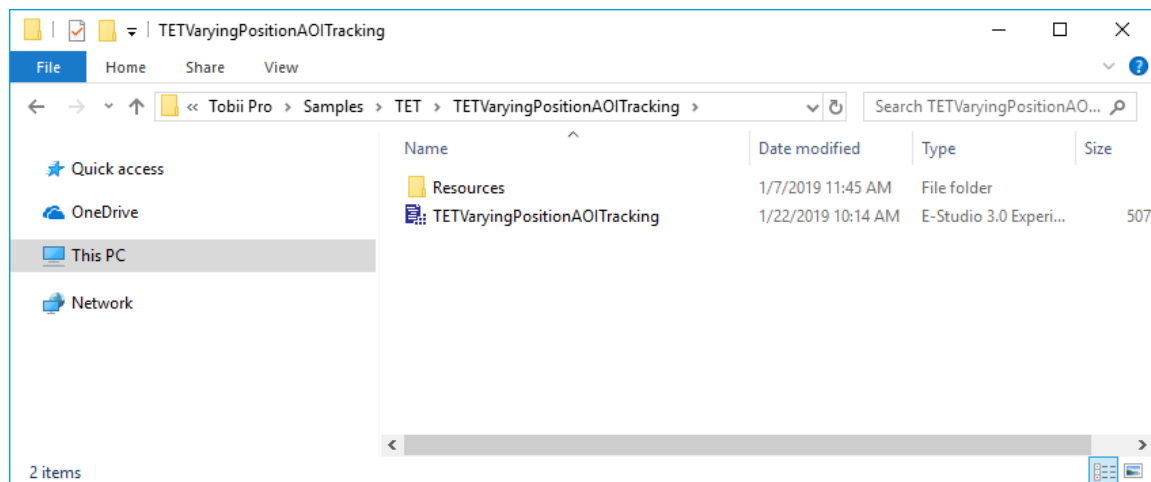 TETVaryingPositionAOITracking
File Home Share View
« Tobii Pro > Samples > TET > TETVaryingPositionAOITracking > Search TETVaryingPositionAO...
Name Date modified Type Size
Quick access
Resources 1/7/2019 11:45 AM File folder
OneDrive
TETVaryingPositionAOITracking 1/22/2019 10:14 AM E-Studio 3.0 Experi... 507
This PC
Network
2 items